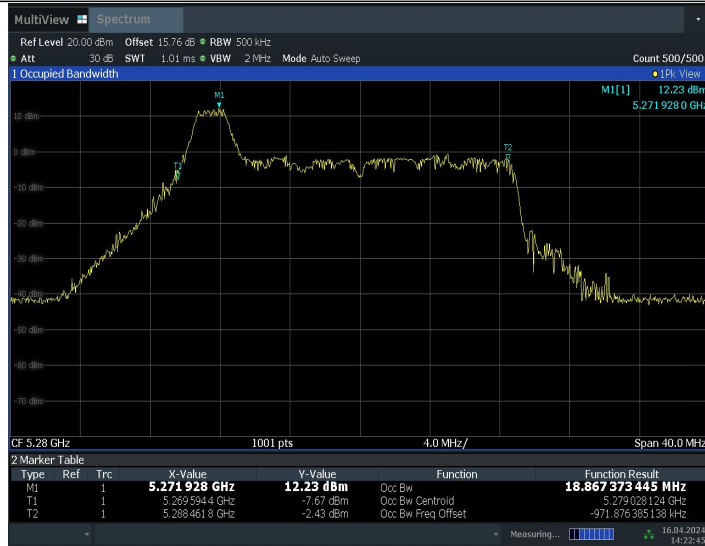 MultiView Spectrum
Ref Level 20.00 dBm Offset 15.76 dB RBW 500 kHz
Att 30 dB SWT 1.01 ms VBW 2 MHz Mode Auto Sweep Count 500/500
1 Occupied Bandwidth 1Pk View
M1[1] 12.23 dBm
5.271 928 0 GHz
M1
10 dBm
0 dBm
T2
T1
-10 dBm
-20 dBm
-30 dBm
-40 dBm
-50 dBm
-60 dBm
-70 dBm
CF 5.28 GHz 1001 pts 4.0 MHz/ Span 40.0 MHz
2 Marker Table
Type Ref Trc X-Value Y-Value Function Function Result
M1 1 5.271 928 GHz 12.23 dBm Occ Bw 18.867 373 445 MHz
T1 1 5.269 594 4 GHz -7.67 dBm Occ Bw Centroid 5.279 028 124 GHz
T2 1 5.288 461 8 GHz -2.43 dBm Occ Bw Freq Offset -971.876 385 138 kHz
Measuring... 16.04.2024
14:22:45